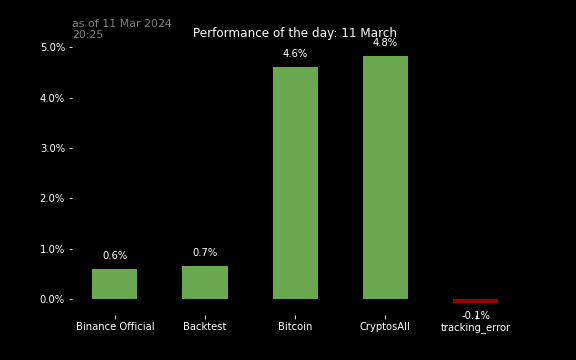 as of 11 Mar 2024
20:25
Performance of the day: 11 March
5.0%
4.0%
3.0%
2.0%
1.0%
0.0%
0.6%
0.7%
4.6%
4.8%
-0.1%
Binance Official
Backtest
Bitcoin
CryptosAll
tracking_error